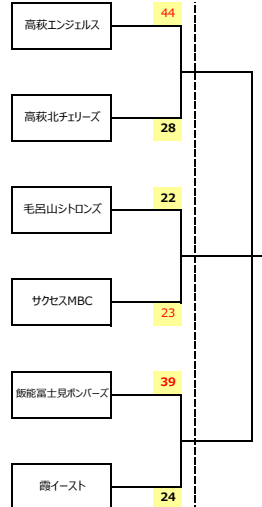 44
高萩エンジェルス
高萩北チェリーズ
28
22
毛呂山シトロンズ
サクセスMBC
23
39
飯能冨士見ボンバーズ
霞イースト
24